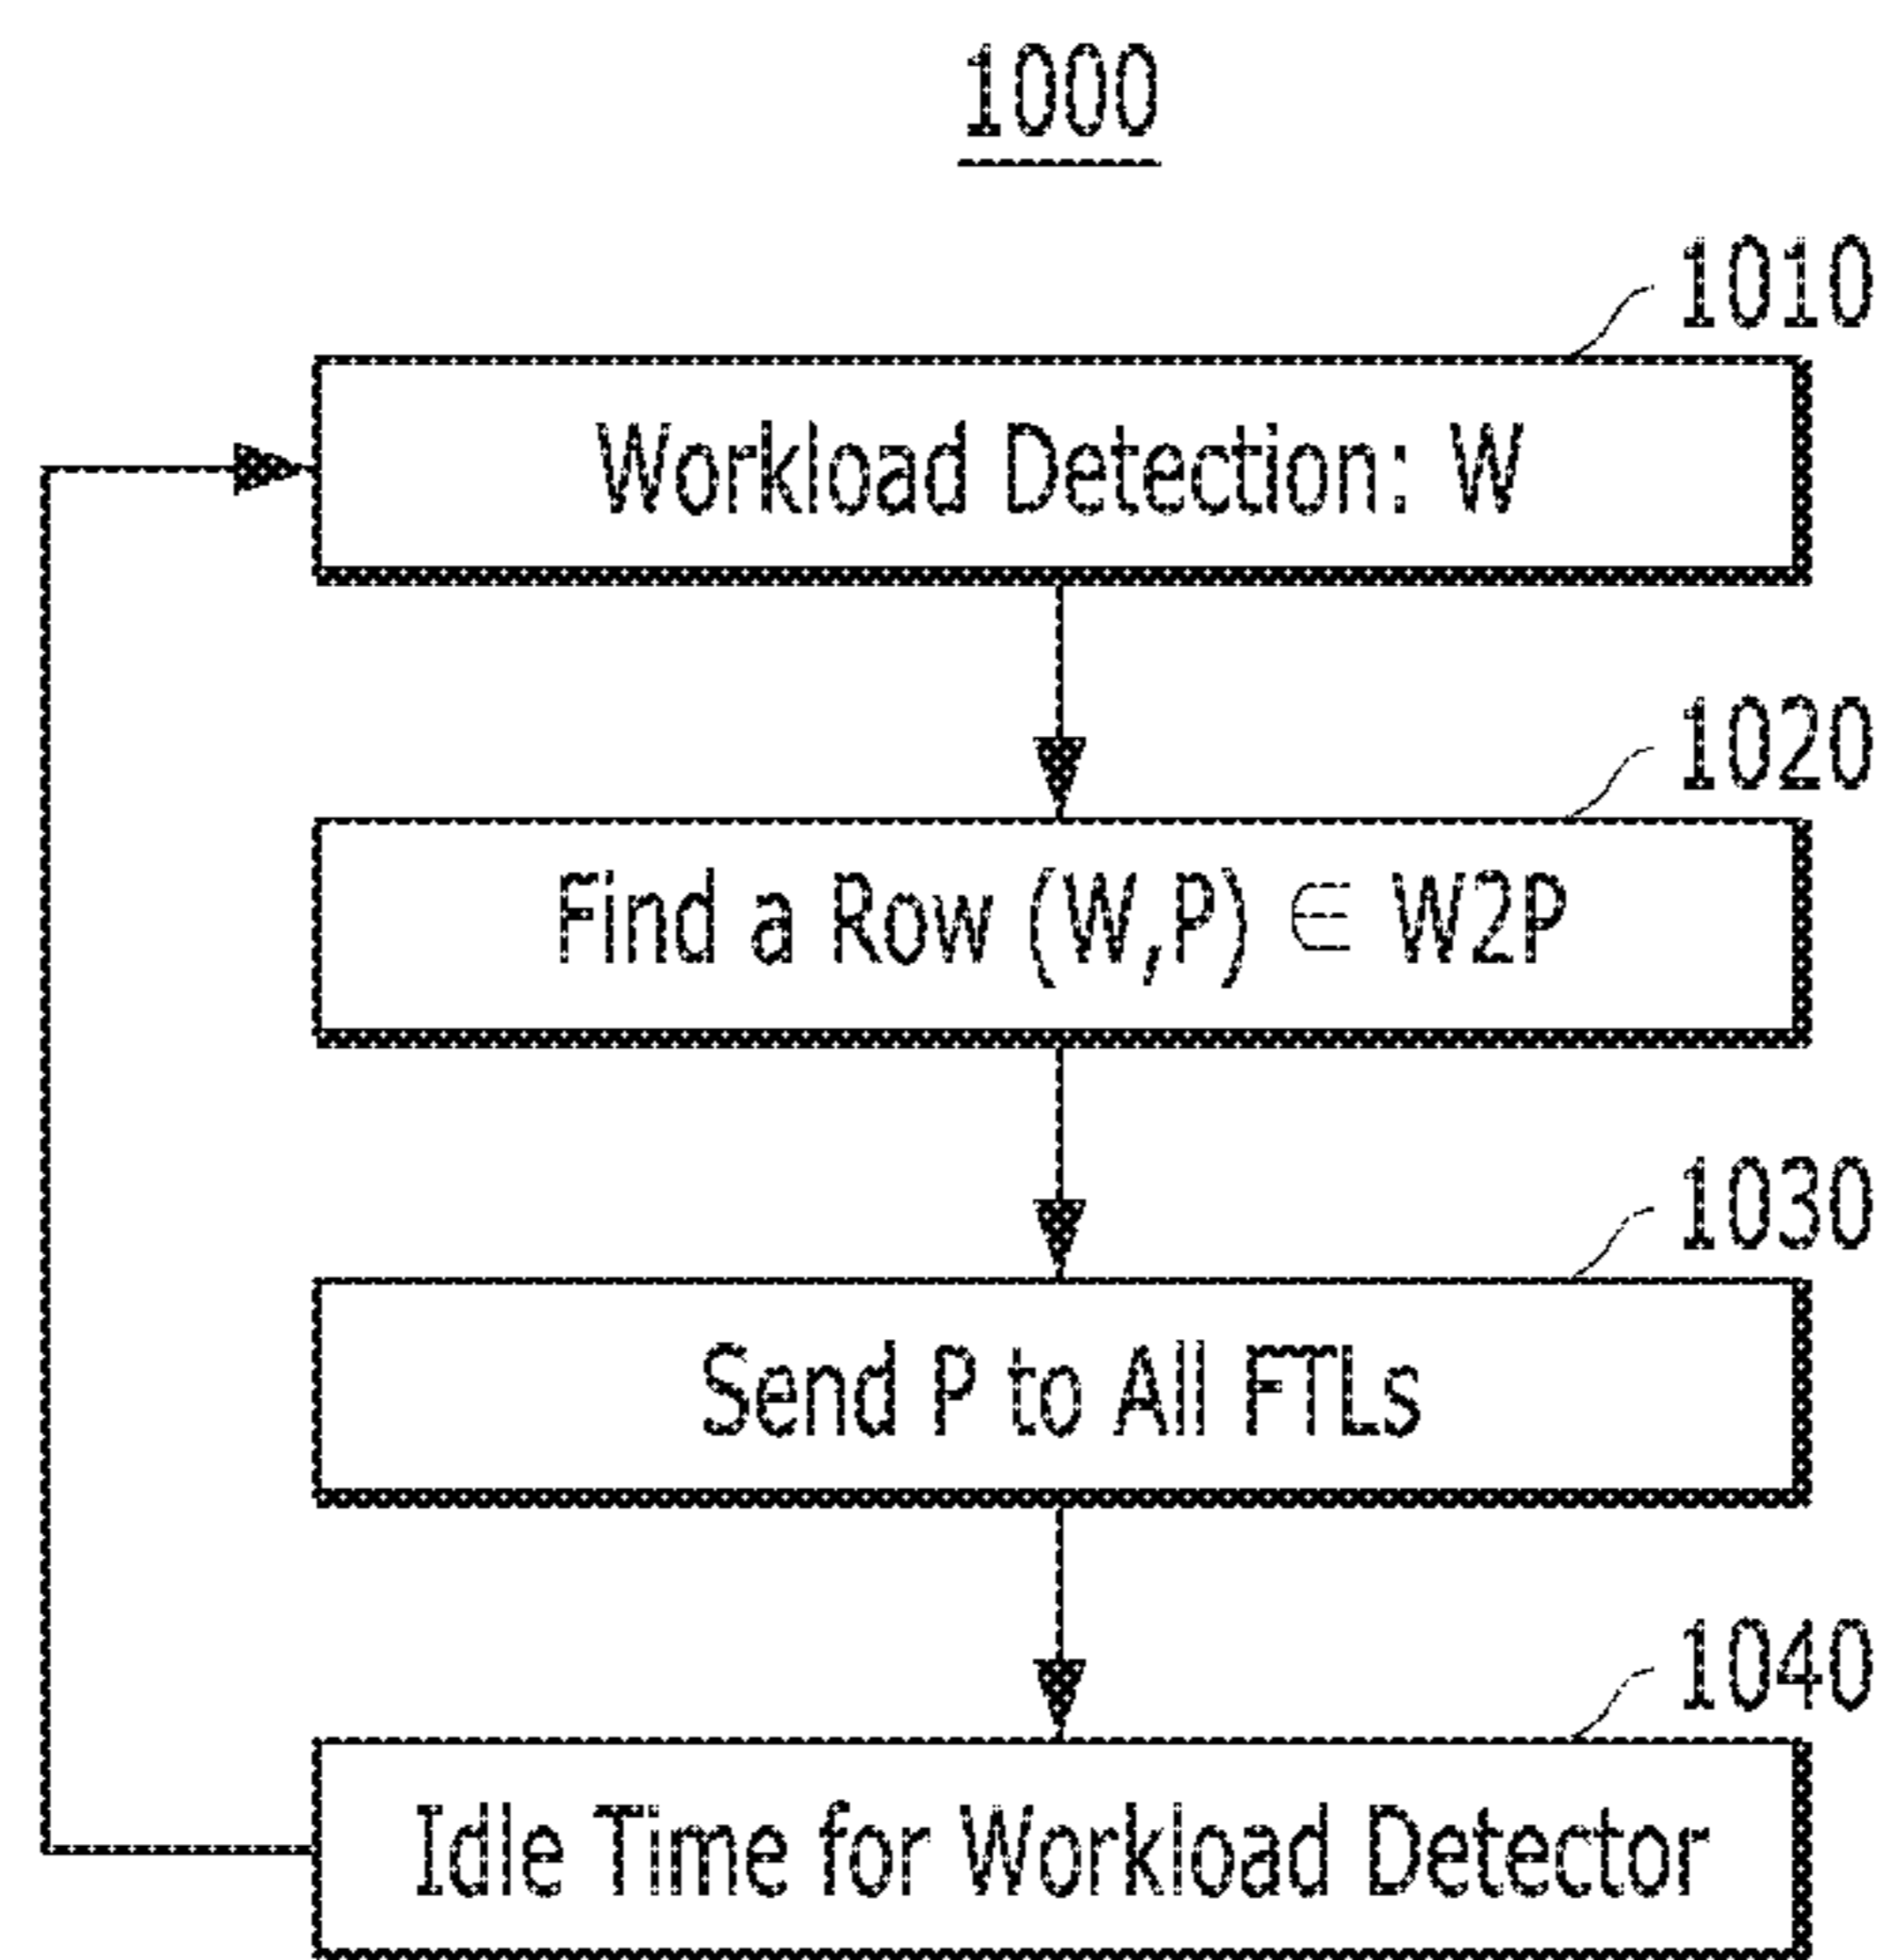 1000
1010
Workload Detection: W
1020
Find a Row (W,P) ∈ W2P
1030
Send P to All FTLs
1040
Idle Time for Workload Detector